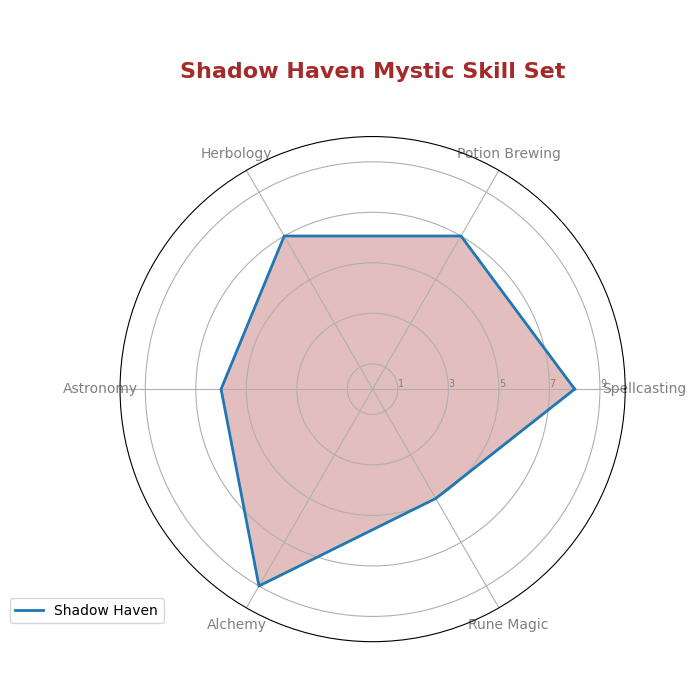 Shadow Haven Mystic Skill Set
Herbology
Potion Brewing
Astronomy
1
3
5
7
9
Spellcasting
Shadow Haven
Alchemy
Rune Magic